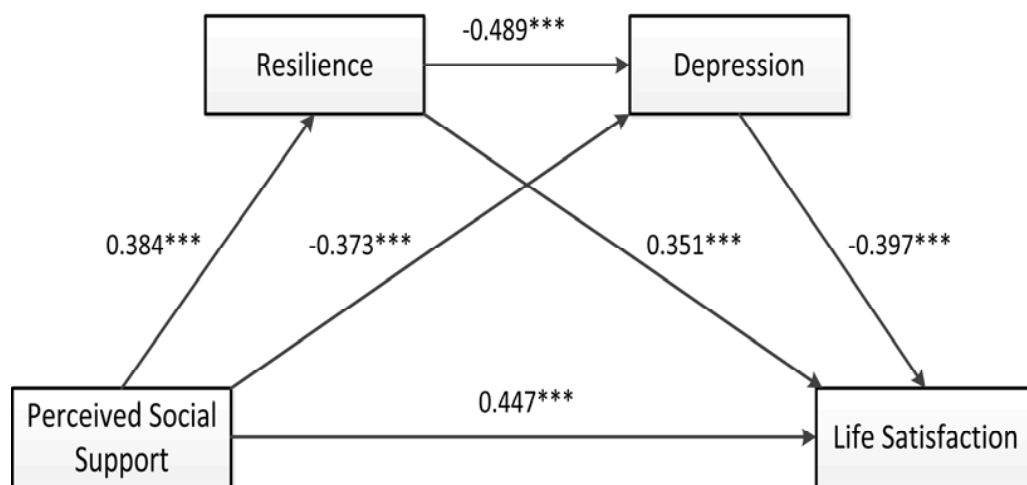 -0.489***
Resilience
Depression
0.384***
-0.373***
0.351***
-0.397***
Perceived Social
Support
0.447***
Life Satisfaction